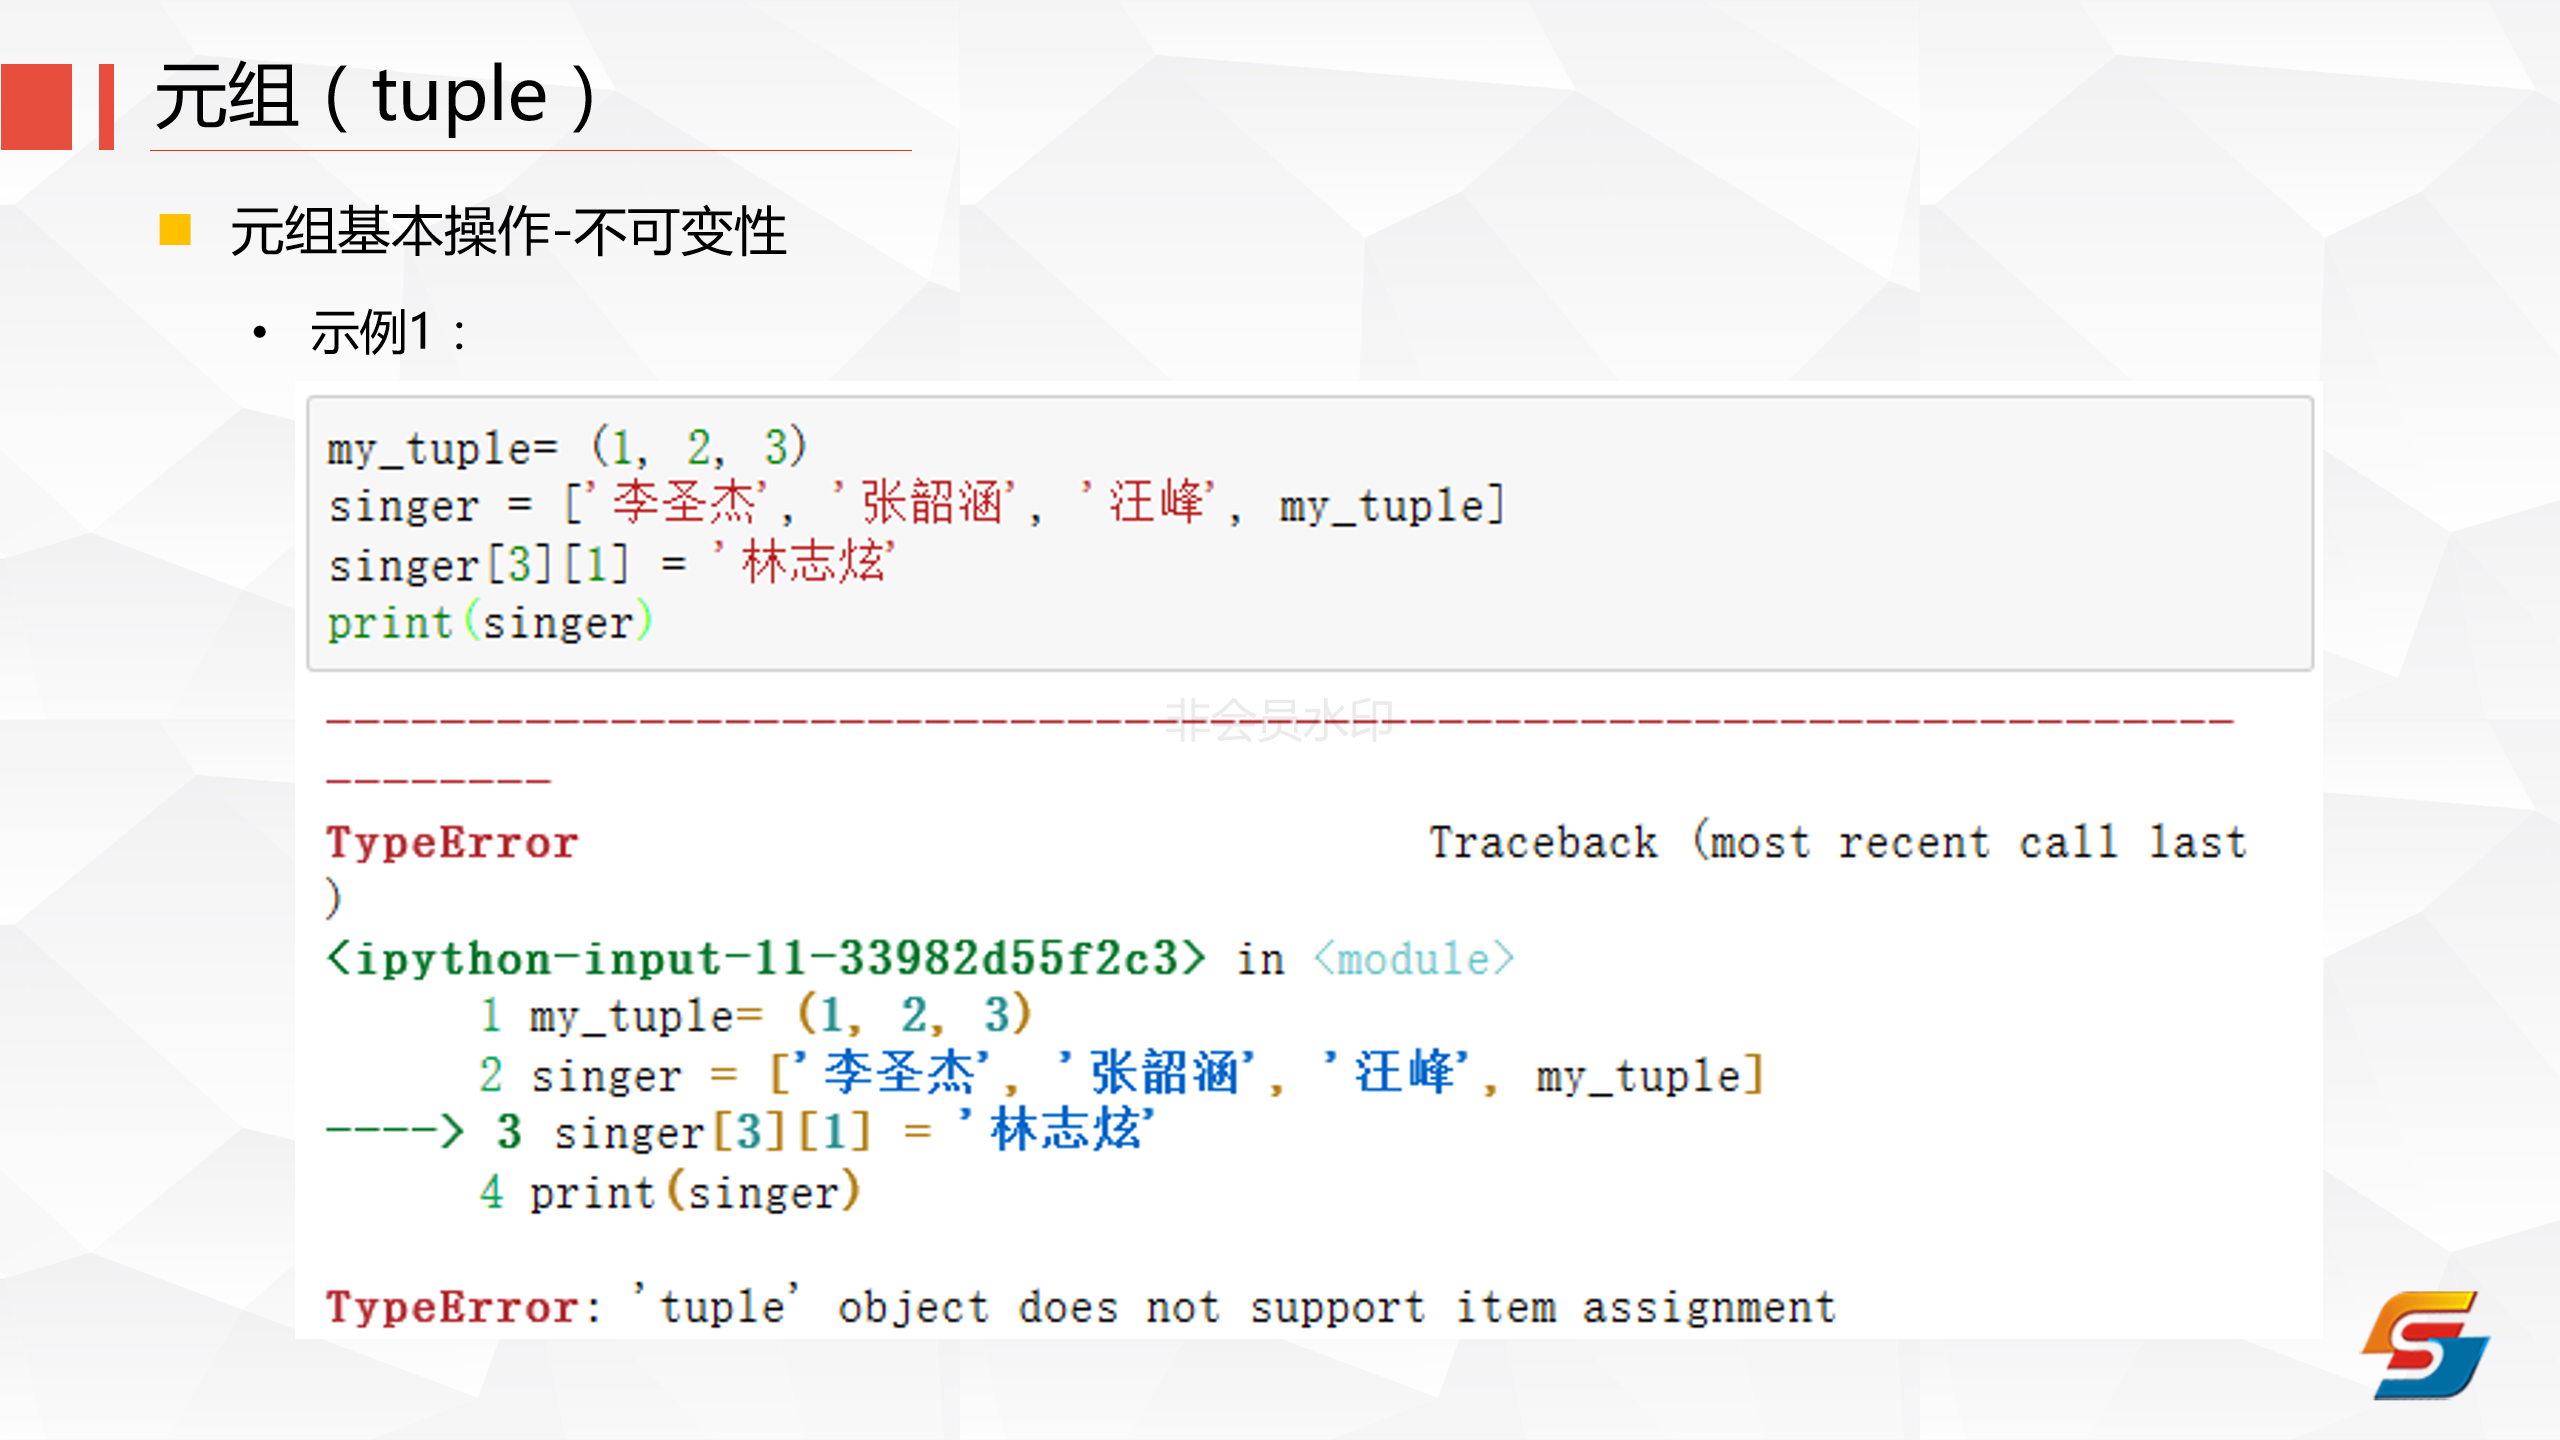 元组（tuple）
元组基本操作-不可变性
• 示例1：
my_tuple= (1, 2, 3)
singer = ['李圣杰', '张韶涵', '汪峰', my_tuple]
singer[3][1] = '林志炫'
print(singer)
非会员水印
-------------------------------------------------------------------
--------
TypeError                                 Traceback (most recent call last
)
<ipython-input-11-33982d55f2c3> in <module>
      1 my_tuple= (1, 2, 3)
      2 singer = ['李圣杰', '张韶涵', '汪峰', my_tuple]
----> 3 singer[3][1] = '林志炫'
      4 print(singer)
TypeError: 'tuple' object does not support item assignment